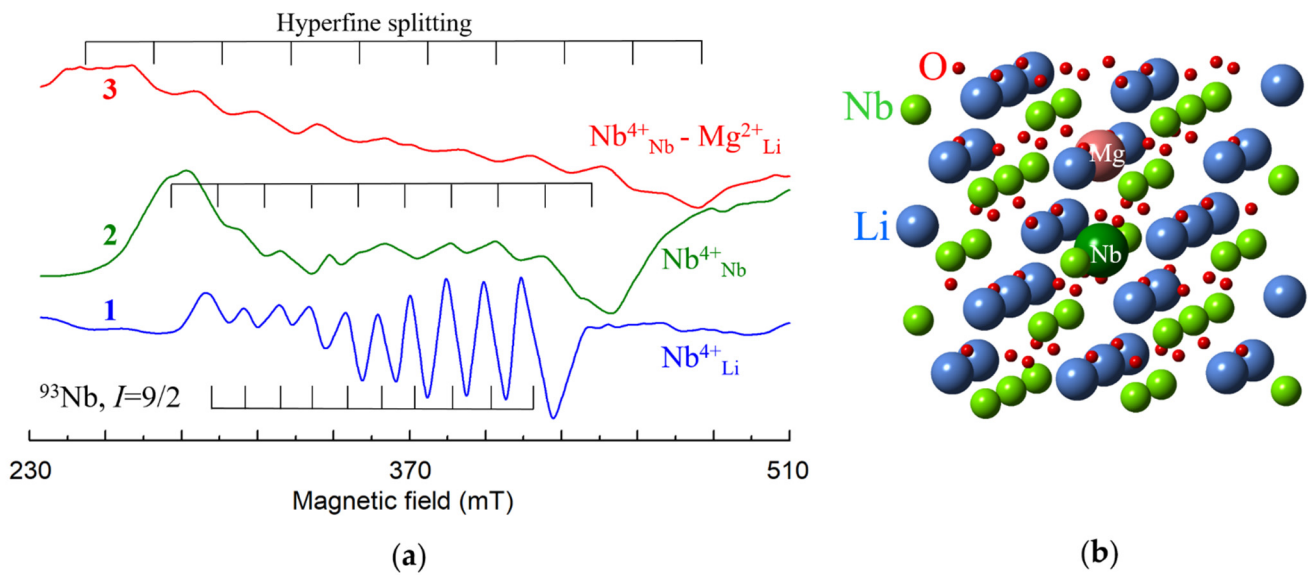 Hyperfine splitting
3
Nb⁴⁺Nb - Mg²⁺Li
2
Nb⁴⁺Nb
1
Nb⁴⁺Li
⁹³Nb, I=9/2
230 370 510
Magnetic field (mT)
(a)
O
Nb
Mg
Li
Nb
(b)